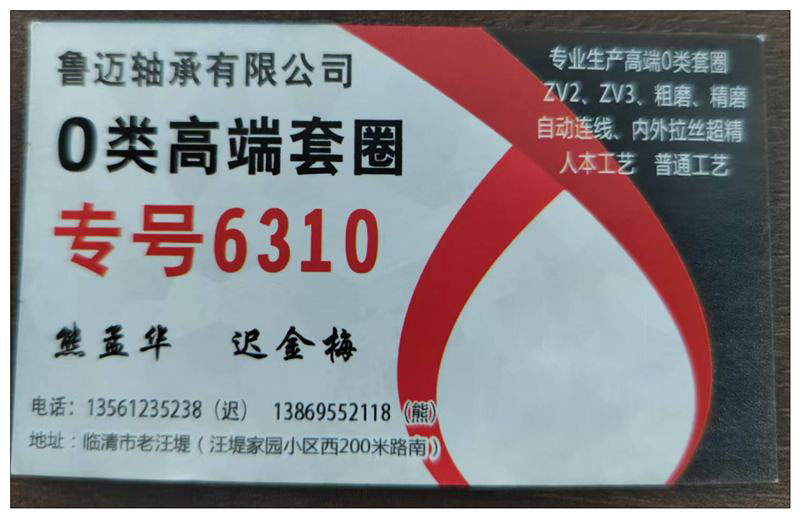 鲁迈轴承有限公司
0类高端套圈
专号6310
熊孟华 迟金梅
电话：13561235238（迟） 13869552118（熊）
地址：临清市老汪堤（汪堤家园小区西200米路南）
专业生产高端0类套圈
ZV2、ZV3、粗磨、精磨
自动连线、内外拉丝超精
人本工艺 普通工艺